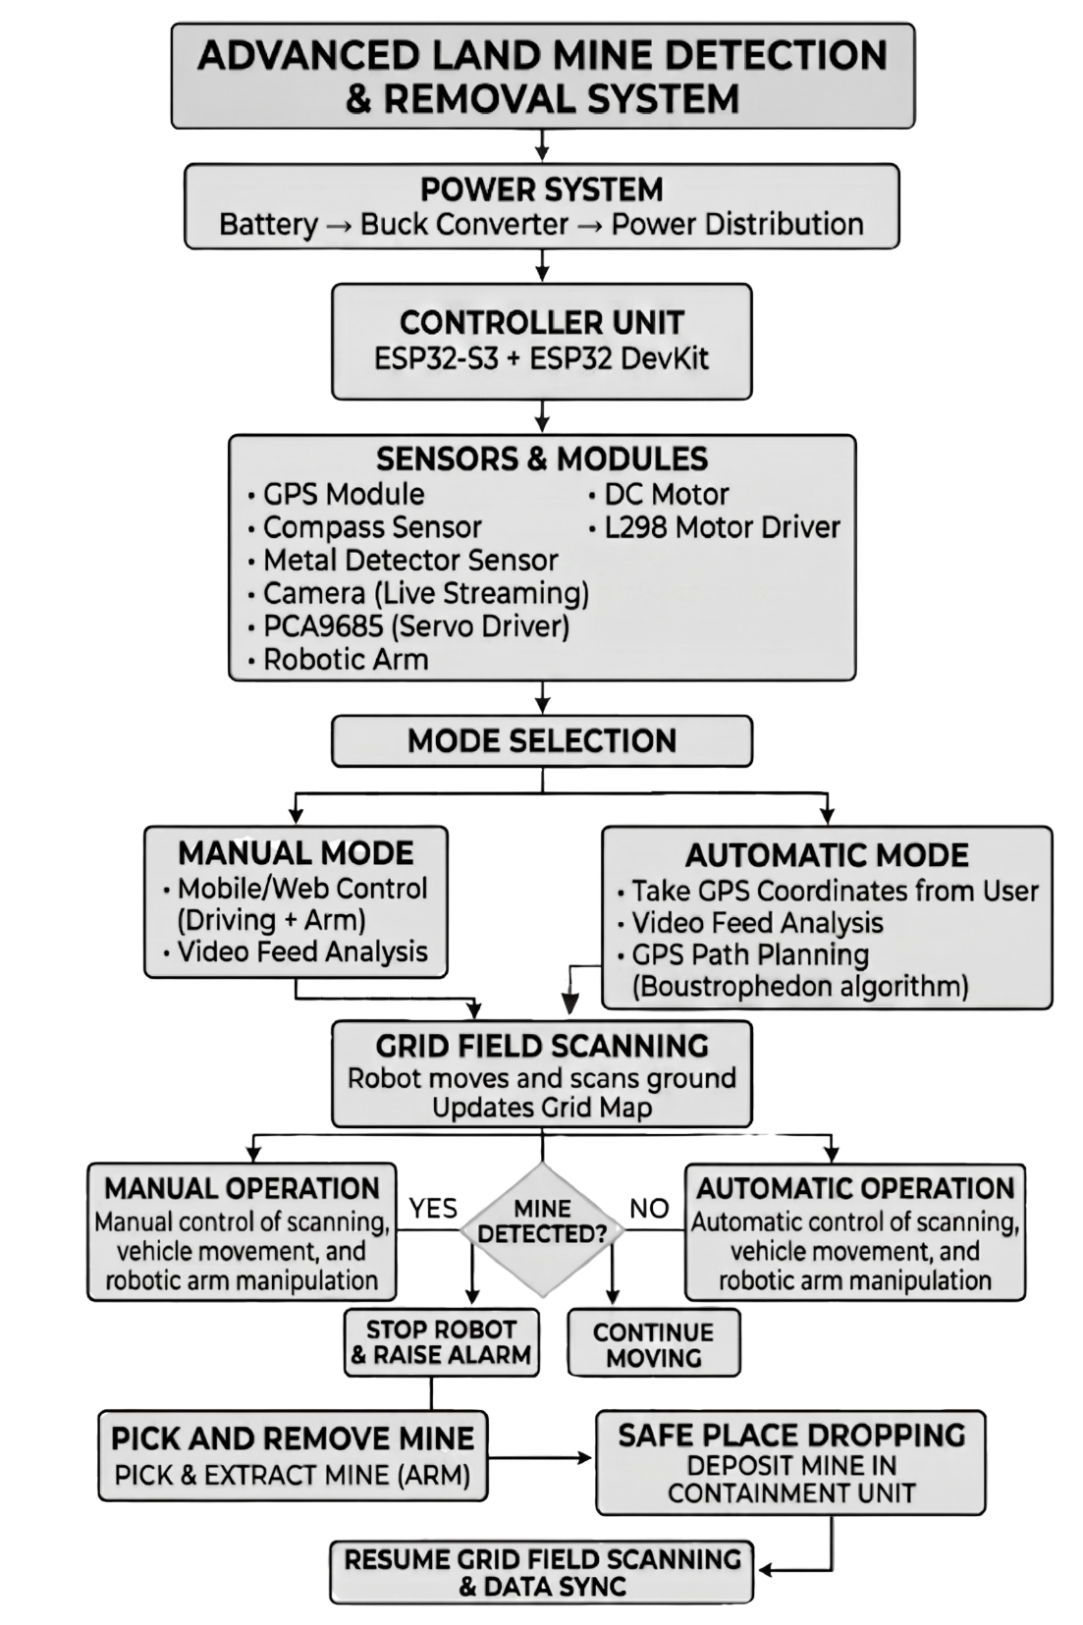 ADVANCED LAND MINE DETECTION
& REMOVAL SYSTEM
POWER SYSTEM
Battery → Buck Converter → Power Distribution
CONTROLLER UNIT
ESP32-S3 + ESP32 DevKit
SENSORS & MODULES
· GPS Module
· Compass Sensor
· Metal Detector Sensor
· Camera (Live Streaming)
· PCA9685 (Servo Driver)
· Robotic Arm
· DC Motor
· L298 Motor Driver
MODE SELECTION
MANUAL MODE
· Mobile/Web Control
(Driving + Arm)
· Video Feed Analysis
AUTOMATIC MODE
· Take GPS Coordinates from User
· Video Feed Analysis
· GPS Path Planning
(Boustrophedon algorithm)
GRID FIELD SCANNING
Robot moves and scans ground
Updates Grid Map
MANUAL OPERATION
Manual control of scanning,
vehicle movement, and
robotic arm manipulation
YES
MINE
DETECTED?
NO
AUTOMATIC OPERATION
Automatic control of scanning,
vehicle movement, and
robotic arm manipulation
STOP ROBOT
& RAISE ALARM
CONTINUE
MOVING
PICK AND REMOVE MINE
PICK & EXTRACT MINE (ARM)
SAFE PLACE DROPPING
DEPOSIT MINE IN
CONTAINMENT UNIT
RESUME GRID FIELD SCANNING
& DATA SYNC